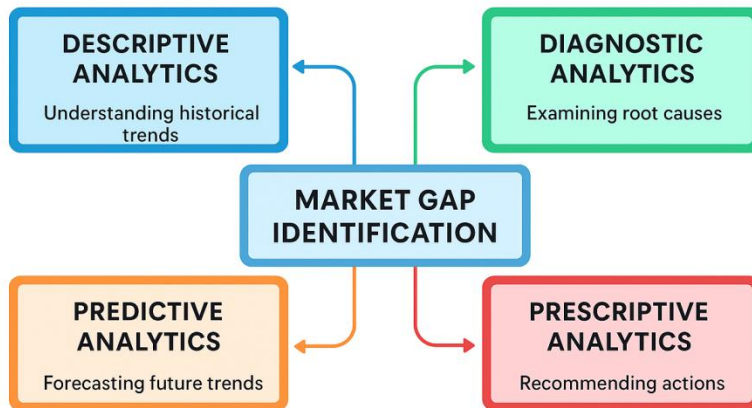 DESCRIPTIVE
ANALYTICS
Understanding historical
trends
DIAGNOSTIC
ANALYTICS
Examining root causes
MARKET GAP
IDENTIFICATION
PREDICTIVE
ANALYTICS
Forecasting future trends
PRESCRIPTIVE
ANALYTICS
Recommending actions